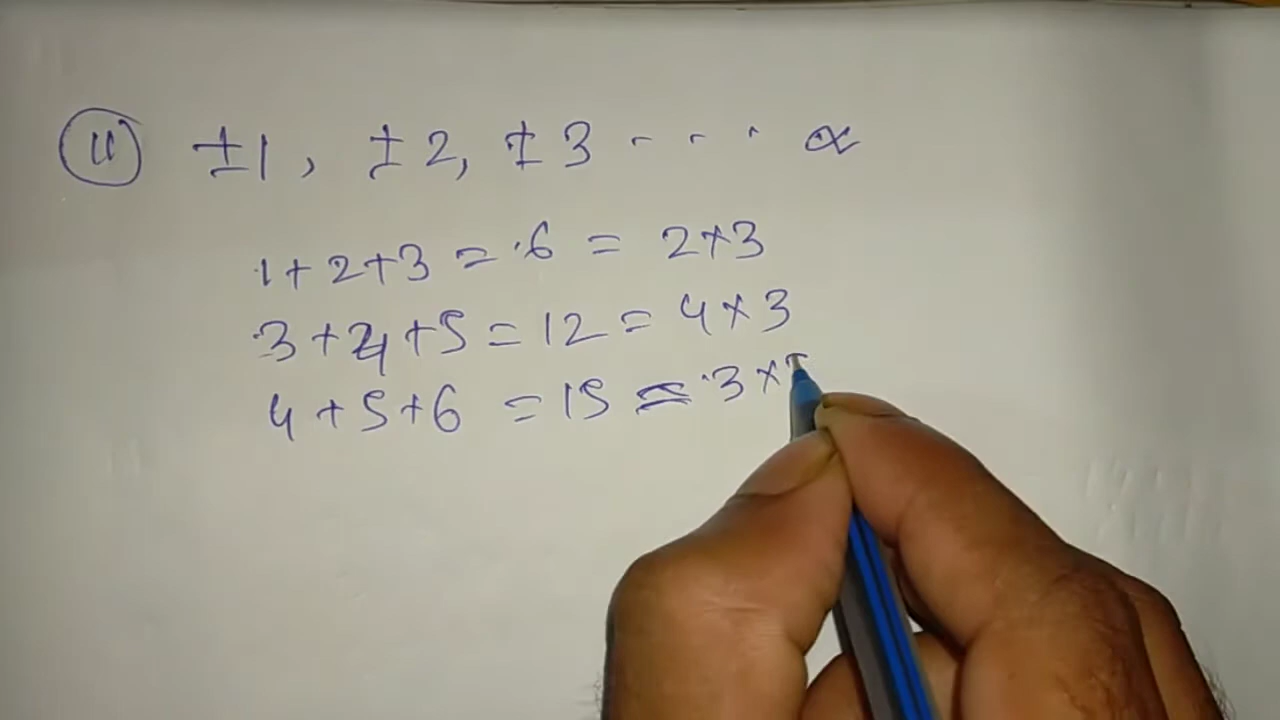 (ii) ±1, ±2, ±3 - - - ∝
1+2+3 = 6 = 2×3
3+4+5 = 12 = 4×3
4+5+6 = 15 = 3×